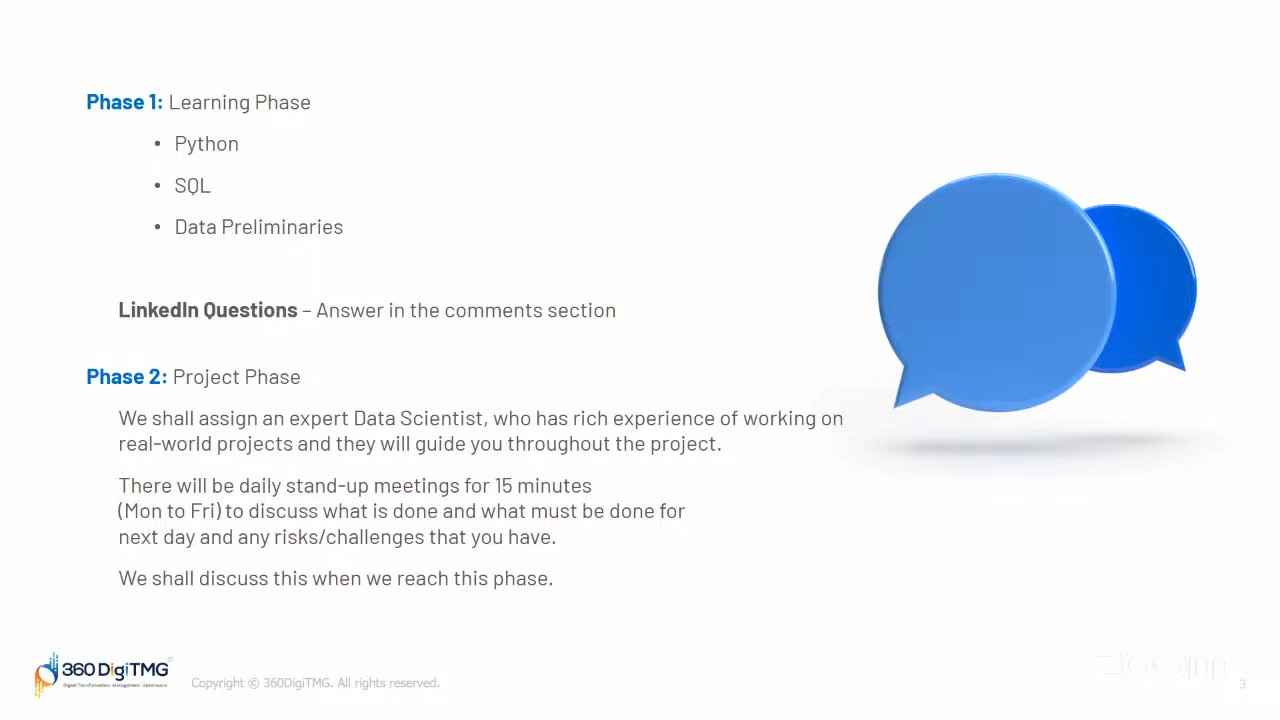 Phase 1: Learning Phase
• Python
• SQL
• Data Preliminaries
LinkedIn Questions – Answer in the comments section
Phase 2: Project Phase
We shall assign an expert Data Scientist, who has rich experience of working on
real-world projects and they will guide you throughout the project.
There will be daily stand-up meetings for 15 minutes
(Mon to Fri) to discuss what is done and what must be done for
next day and any risks/challenges that you have.
We shall discuss this when we reach this phase.
360DigiTMG
Copyright © 360DigiTMG. All rights reserved.
3